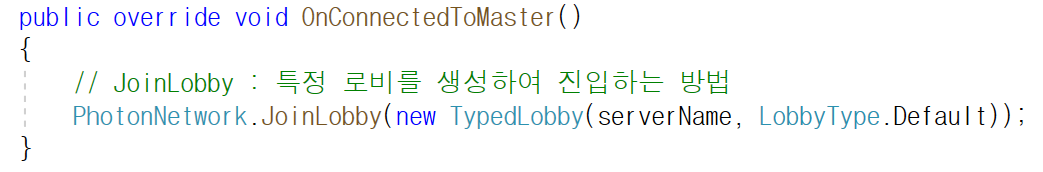 public override void OnConnectedToMaster()
{
// JoinLobby : 특정 로비를 생성하여 진입하는 방법
PhotonNetwork.JoinLobby(new TypedLobby(serverName, LobbyType.Default));
}